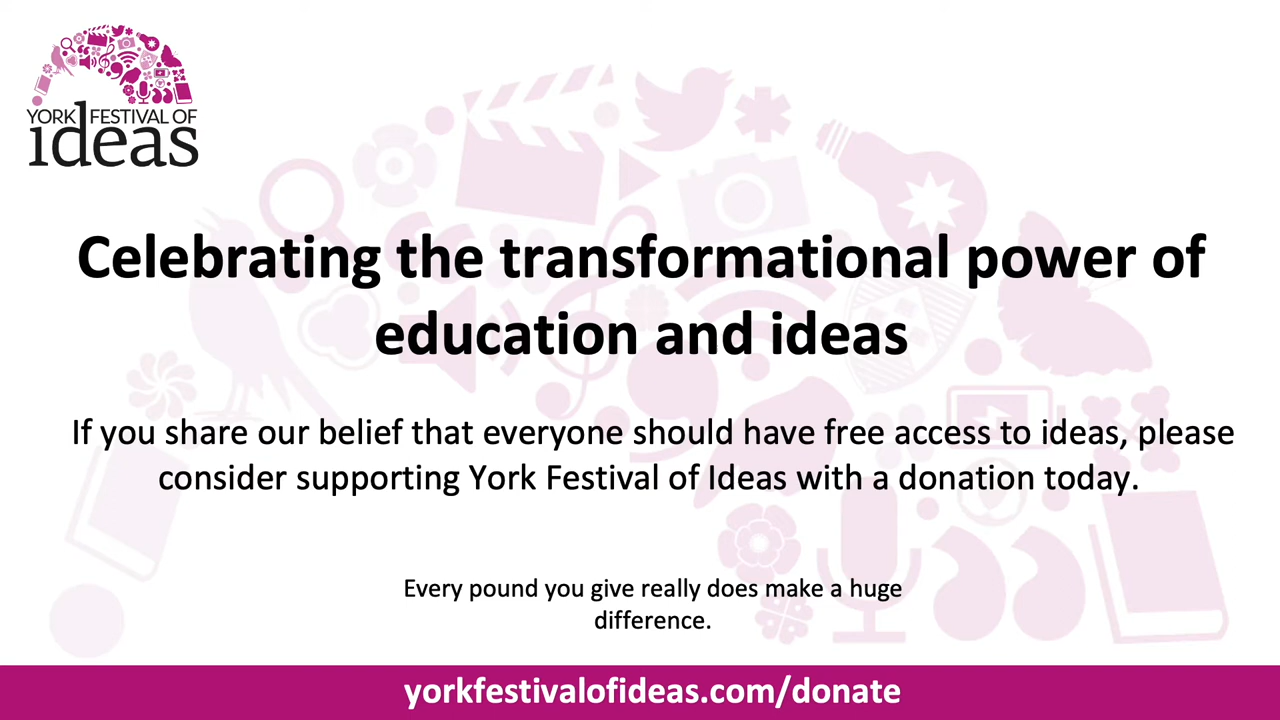 YORK FESTIVAL OF
ideas
Celebrating the transformational power of
education and ideas
If you share our belief that everyone should have free access to ideas, please
consider supporting York Festival of Ideas with a donation today.
Every pound you give really does make a huge
difference.
yorkfestivalofideas.com/donate